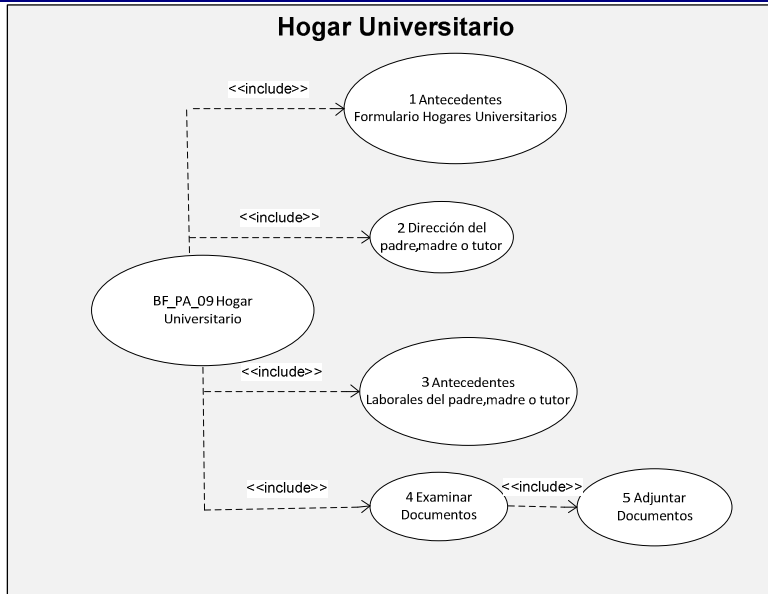 Hogar Universitario
<<include>>
1 Antecedentes
Formulario Hogares Universitarios
<<include>>
2 Dirección del
padre,madre o tutor
BF_PA_09 Hogar
Universitario
<<include>>
3 Antecedentes
Laborales del padre,madre o tutor
<<include>>
4 Examinar
Documentos
<<include>>
5 Adjuntar
Documentos